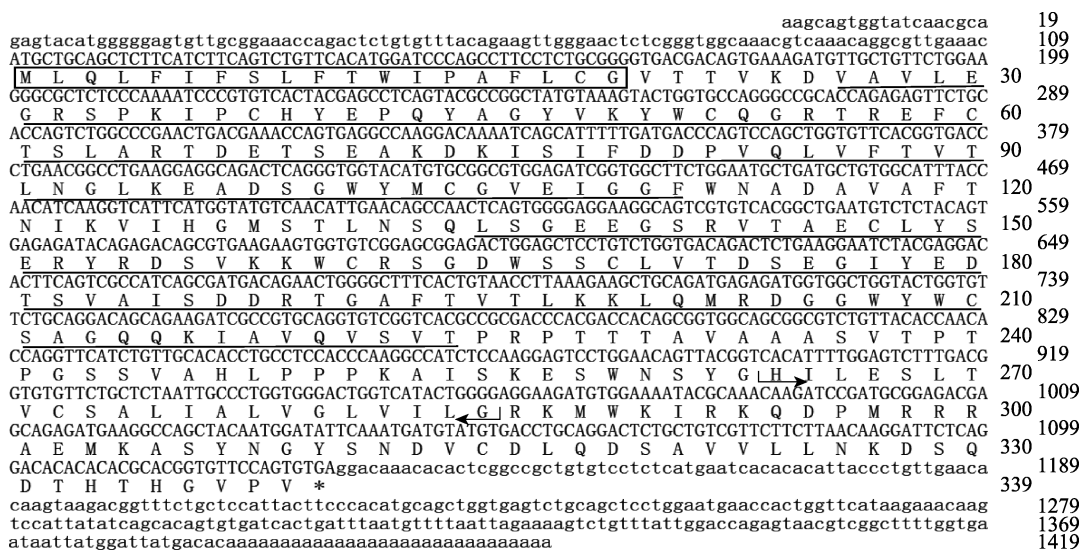 aagcagtggtatcaacgca 19
gagtacatgggggagtgttgcggaaaccagactctgtgtttacagaagttgggaactctcgggtggcaaacgtcaaacaggcgttgaaac 109
ATGCTGCAGCTCTTCATCTTCAGTCTGTTCACATGGATCCCAGCCTTCCTCTGCGGGGTGACGACAGTGAAAGATGTTGCTGTTCTGGAA 199
M L Q L F I F S L F T W I P A F L C G V T T V K D V A V L E 30
GGGCGCTCTCCCAAAATCCCGTGTCACTACGAGCCTCAGTACGCCGGCTATGTAAAGTACTGGTGCCAGGGCCGCACCAGAGAGTTCTGC 289
G R S P K I P C H Y E P Q Y A G Y V K Y W C Q G R T R E F C 60
ACCAGTCTGGCCCGAACTGACGAAACCAGTGAGGCCAAGGACAAAATCAGCATTTTTGATGACCCAGTCCAGCTGGTGTTCACGGTGACC 379
T S L A R T D E T S E A K D K I S I F D D P V Q L V F T V T 90
CTGAACGGCCTGAAGGAGGCAGACTCAGGGTGGTACATGTGCGGCGTGGAGATCGGTGGCTTCTGGAATGCTGATGCTGTGGCATTTACC 469
L N G L K E A D S G W Y M C G V E I G G F W N A D A V A F T 120
AACATCAAGGTCATTCATGGTATGTCAACATTGAACAGCCAACTCAGTGGGGAGGAAGGCAGTCGTGTCACGGCTGAATGTCTCTACAGT 559
N I K V I H G M S T L N S Q L S G E E G S R V T A E C L Y S 150
GAGAGATACAGAGACAGCGTGAAGAAGTGGTGTCGGAGCGGAGACTGGAGCTCCTGTCTGGTGACAGACTCTGAAGGAATCTACGAGGAC 649
E R Y R D S V K K W C R S G D W S S C L V T D S E G I Y E D 180
ACTTCAGTCGCCATCAGCGATGACAGAACTGGGGCTTTCACTGTAACCTTAAAGAAGCTGCAGATGAGAGATGGTGGCTGGTACTGGTGT 739
T S V A I S D D R T G A F T V T L K K L Q M R D G G W Y W C 210
TCTGCAGGACAGCAGAAGATCGCCGTGCAGGTGTCGGTCACGCCGCGACCCACGACCACAGCGGTGGCAGCGGCGTCTGTTACACCAACA 829
S A G Q Q K I A V Q V S V T P R P T T T A V A A A S V T P T 240
CCAGGTTCATCTGTTGCACACCTGCCTCCACCCAAGGCCATCTCCAAGGAGTCCTGGAACAGTTACGGTCACATTTTGGAGTCTTTGACG 919
P G S S V A H L P P P K A I S K E S W N S Y G H I L E S L T 270
GTGTGTTCTGCTCTAATTGCCCTGGTGGGACTGGTCATACTGGGGAGGAAGATGTGGAAAATACGCAAACAAGATCCGATGCGGAGACGA 1009
V C S A L I A L V G L V I L G R K M W K I R K Q D P M R R R 300
GCAGAGATGAAGGCCAGCTACAATGGATATTCAAATGATGTATGTGACCTGCAGGACTCTGCTGTCGTTCTTCTTAACAAGGATTCTCAG 1099
A E M K A S Y N G Y S N D V C D L Q D S A V V L L N K D S Q 330
GACACACACACGCACGGTGTTCCAGTGTGAggacaaacacactcggccgctgtgtcctctcatgaatcacacacattaccctgttgaaca 1189
D T H T H G V P V * 339
caagtaagacggtttctgctccattacttcccacatgcagctggtgagtctgcagctcctggaatgaaccactggttcataagaaacaag 1279
tccattatatcagcacagtgtgatcactgatttaatgttttaattagaaaagtctgtttattggaccagagtaacgtcggcttttggtga 1369
ataattatggattatgacacaaaaaaaaaaaaaaaaaaaaaaaaaaaaaa 1419